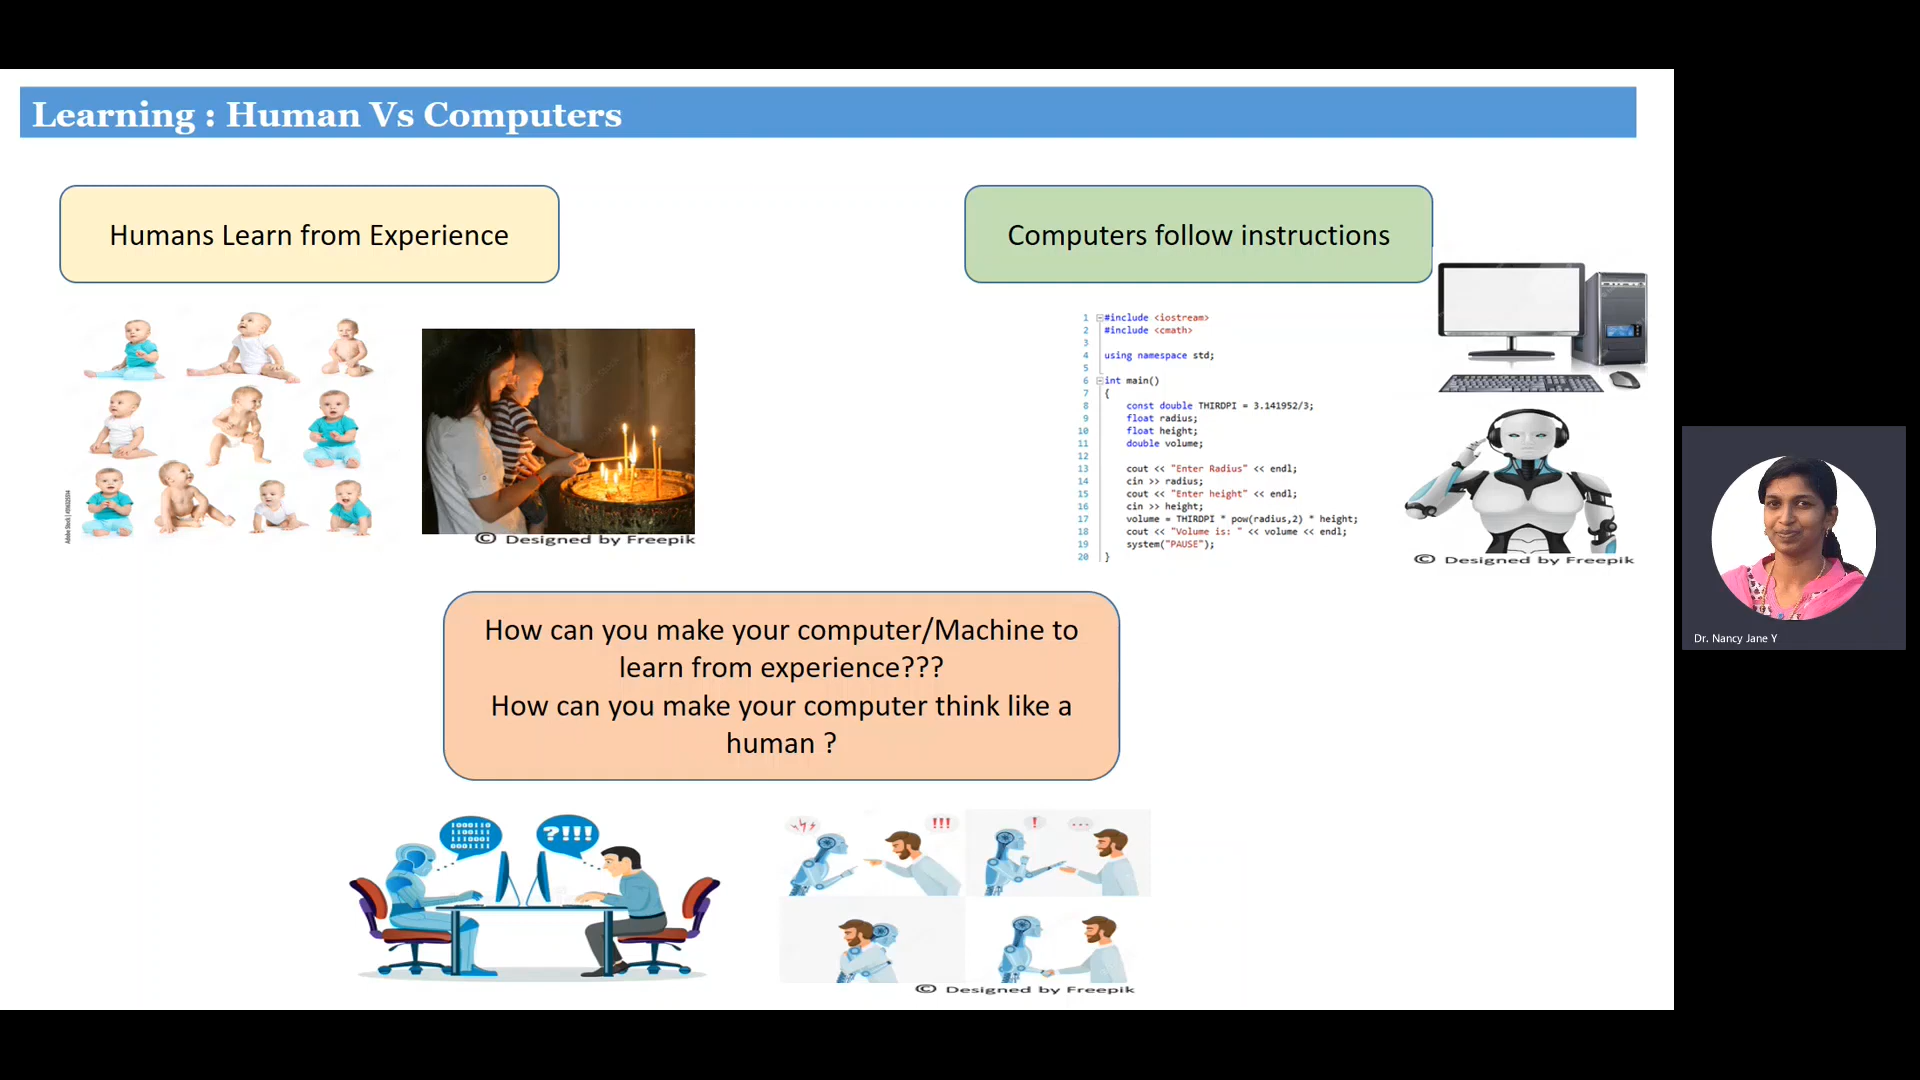 Learning : Human Vs Computers
Humans Learn from Experience
Computers follow instructions
1 #include <iostream>
2 #include <cmath>
3
4 using namespace std;
5
6 int main()
7 {
8 const double THIRDPI = 3.141952/3;
9 float radius;
10 float height;
11 double volume;
12
13 cout << "Enter Radius" << endl;
14 cin >> radius;
15 cout << "Enter height" << endl;
16 cin >> height;
17 volume = THIRDPI * pow(radius,2) * height;
18 cout << "Volume is: " << volume << endl;
19 system("PAUSE");
20 }
© Designed by Freepik
© Designed by Freepik
How can you make your computer/Machine to
learn from experience???
How can you make your computer think like a
human ?
Dr. Nancy Jane Y
1000110
1100111
1110001
0001111
?!!!
!!!
!
...
© Designed by Freepik